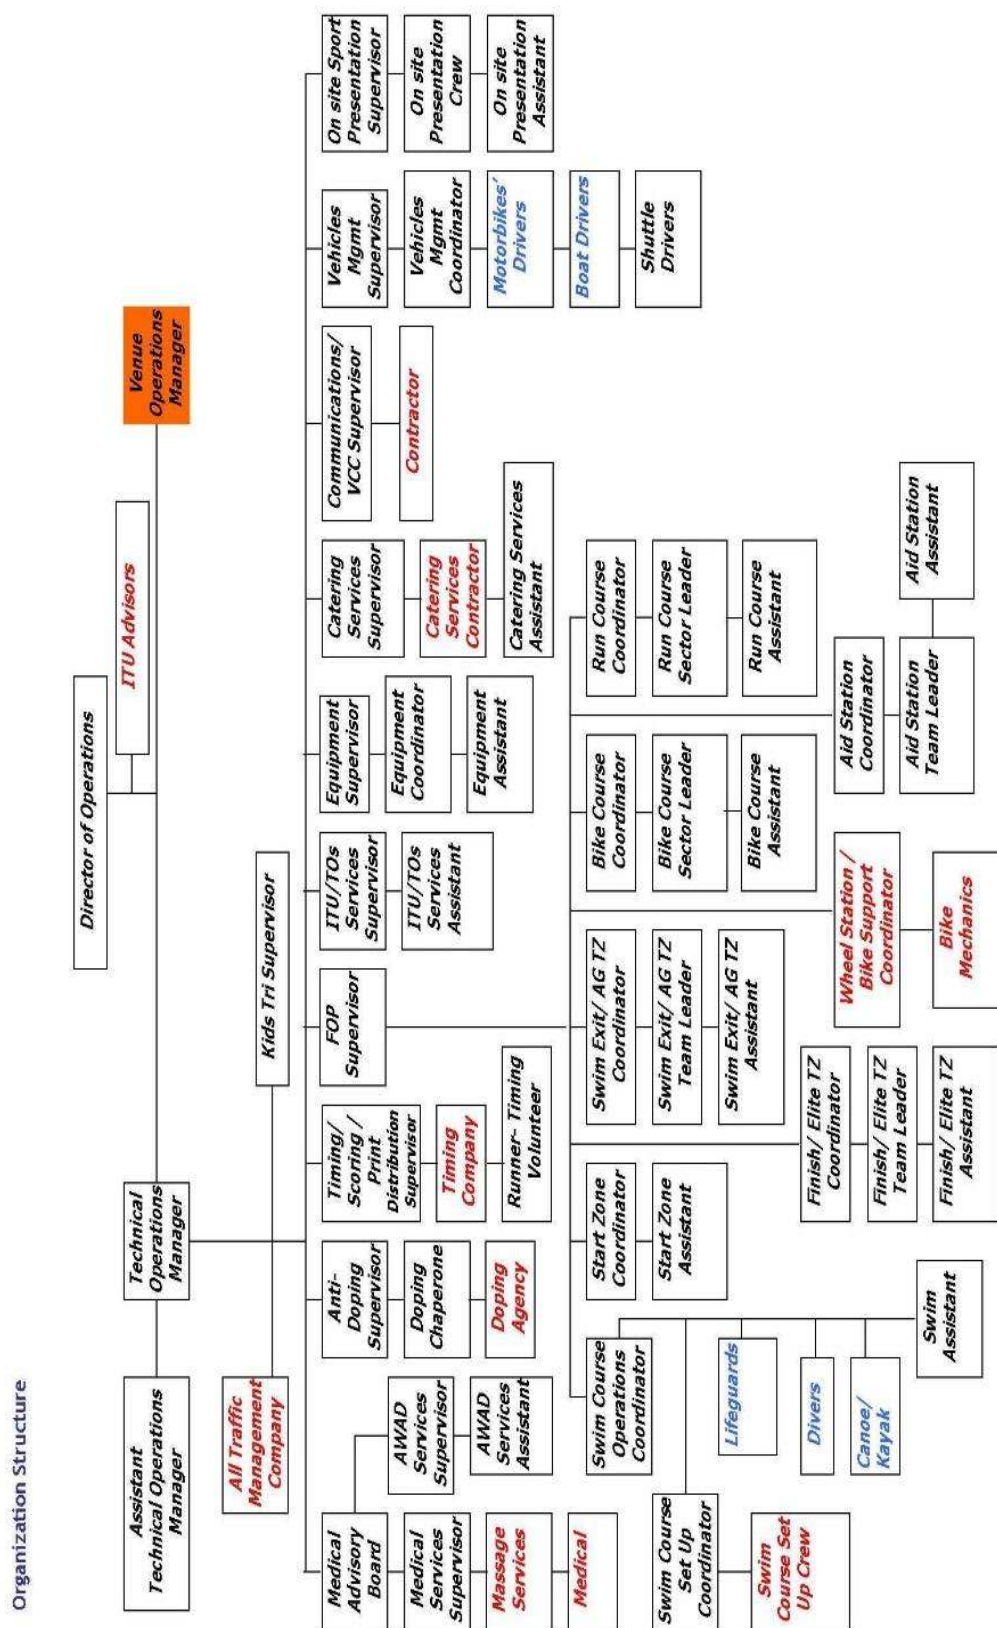 Organization Structure
Director of Operations
ITU Advisors
Assistant
Technical Operations
Manager
Technical
Operations
Manager
Venue
Operations
Manager
All Traffic
Management
Company
Kids Tri Supervisor
Medical
Advisory
Board
Medical
Services
Supervisor
Massage
Services
Medical
AWAD
Services
Supervisor
AWAD
Services
Assistant
Anti-
Doping
Supervisor
Doping
Chaperone
Doping
Agency
Timing/
Scoring /
Print
Distribution
Supervisor
Timing
Company
Runner- Timing
Volunteer
FOP
Supervisor
ITU/TOs
Services
Supervisor
ITU/TOs
Services
Assistant
Equipment
Supervisor
Equipment
Coordinator
Equipment
Assistant
Catering
Services
Supervisor
Catering
Services
Contractor
Catering Services
Assistant
Communications/
VCC Supervisor
Contractor
Vehicles
Mgmt
Supervisor
Vehicles
Mgmt
Coordinator
Motorbikes'
Drivers
Boat Drivers
Shuttle
Drivers
On site Sport
Presentation
Supervisor
On site
Presentation
Crew
On site
Presentation
Assistant
Swim Course
Operations
Coordinator
Swim Course
Set Up
Coordinator
Swim
Course Set
Up Crew
Lifeguards
Divers
Canoe/
Kayak
Swim
Assistant
Start Zone
Coordinator
Start Zone
Assistant
Finish/ Elite TZ
Coordinator
Finish/ Elite TZ
Team Leader
Finish/ Elite TZ
Assistant
Swim Exit/ AG TZ
Coordinator
Swim Exit/ AG TZ
Team Leader
Swim Exit/ AG TZ
Assistant
Wheel Station /
Bike Support
Coordinator
Bike
Mechanics
Bike Course
Coordinator
Bike Course
Sector Leader
Bike Course
Assistant
Aid Station
Coordinator
Aid Station
Team Leader
Aid Station
Assistant
Run Course
Coordinator
Run Course
Sector Leader
Run Course
Assistant